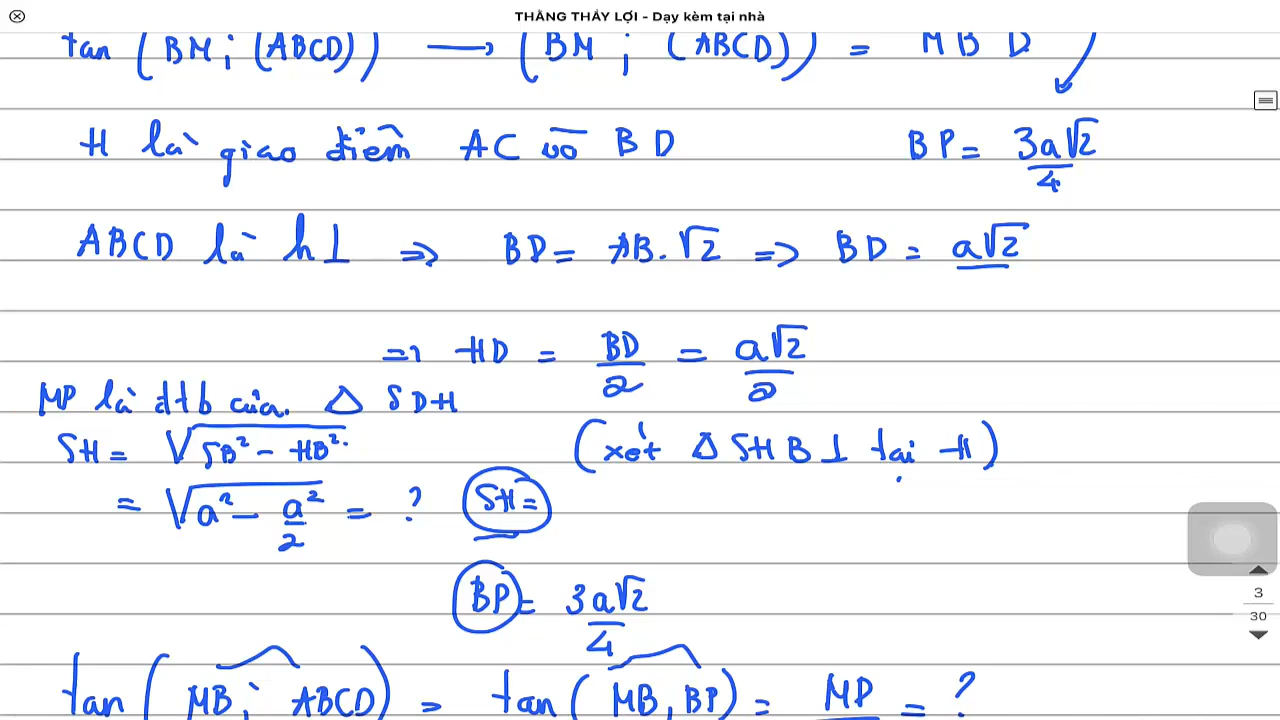 THẮNG THẦY LỢI - Dạy kèm tại nhà
tan (BM ; (ABCD)) → (BM ; (ABCD)) = MBD
H là giao điểm AC và BD BP = 3a√2/4
ABCD là h⊥ => BD = AB.√2 => BD = a√2
=> HD = BD/2 = a√2/2
MP là đtb của. Δ SDH
SH = √(SB² - HB²) (xét Δ SHB ⊥ tại H)
= √(a² - a²/2) = ? SH =
BP = 3a√2/4
3
30
tan (MB ; ABCD) = tan (MB, BP) = MP = ?